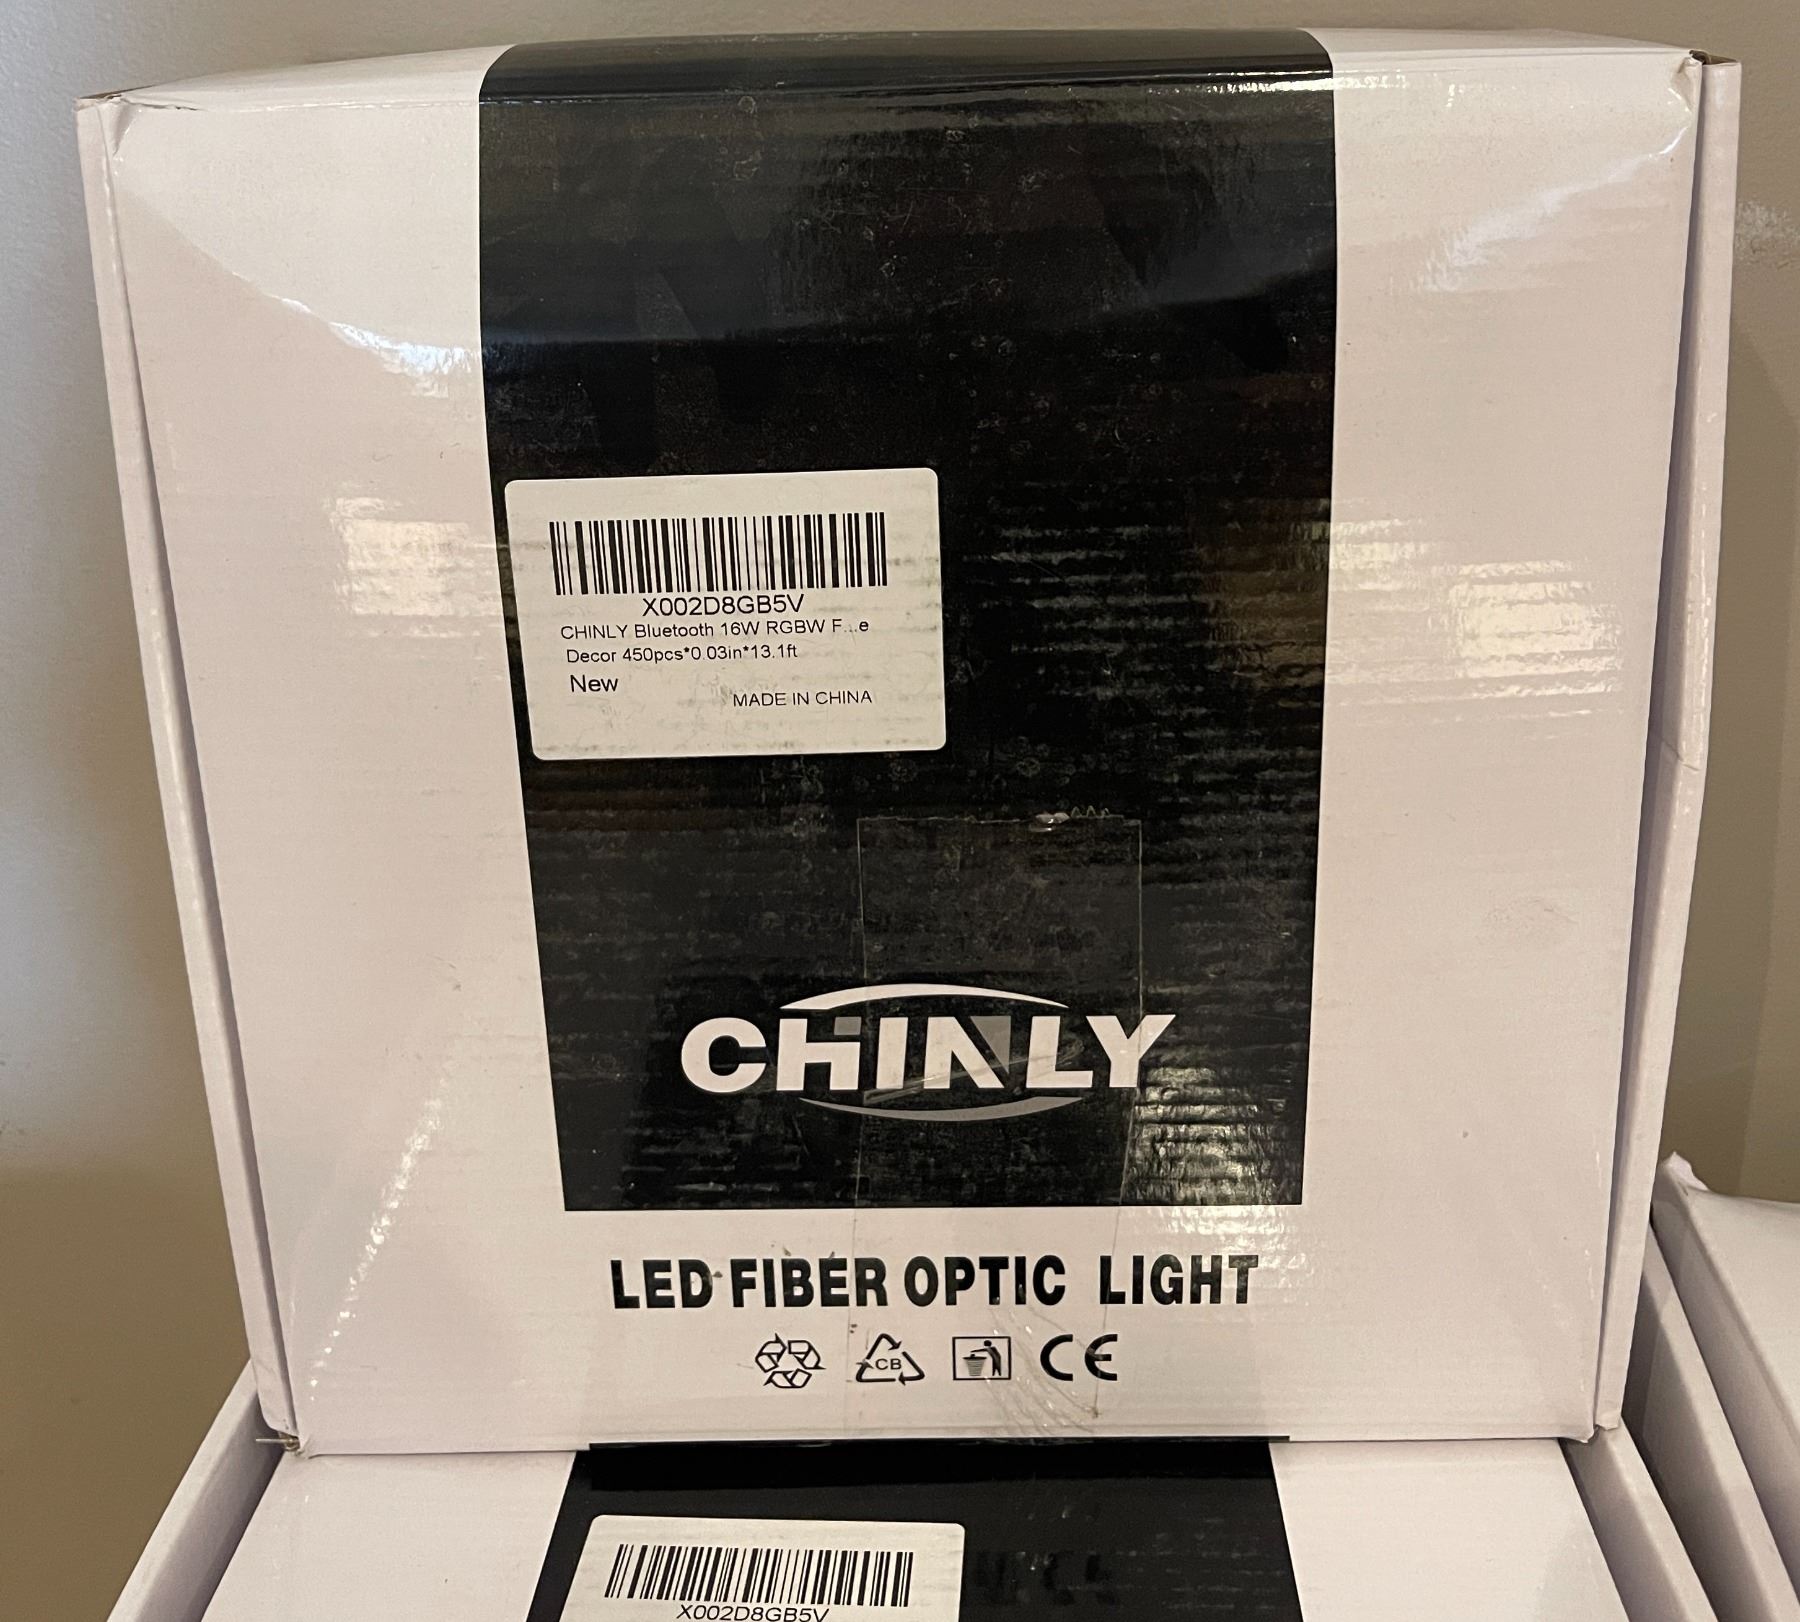 X002D8GB5V
CHINLY Bluetooth 16W RGBW F...e
Decor 450pcs*0.03in*13.1ft
New
MADE IN CHINA
CHINLY
LED FIBER OPTIC LIGHT
CB
CE
X002D8GB5V